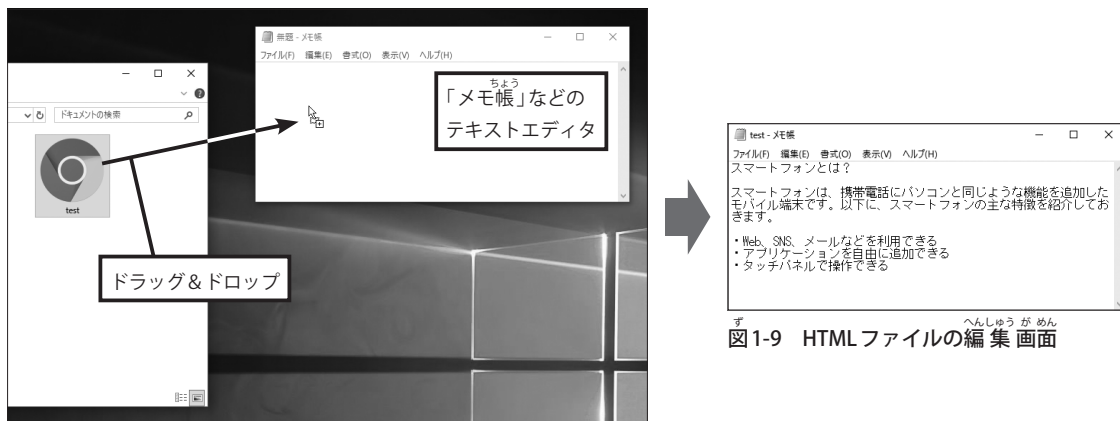 無題 - メモ帳
ファイル(F) 編集(E) 書式(O) 表示(V) ヘルプ(H)
ドキュメントの検索
test
「メモ帳」などの
ちょう
テキストエディタ
ドラッグ＆ドロップ
test - メモ帳
ファイル(F) 編集(E) 書式(O) 表示(V) ヘルプ(H)
スマートフォンとは？
スマートフォンは、携帯電話にパソコンと同じような機能を追加した
モバイル端末です。以下に、スマートフォンの主な特徴を紹介してお
きます。
・Web、SNS、メールなどを利用できる
・アプリケーションを自由に追加できる
・タッチパネルで操作できる
ず へんしゅう が めん
図1-9 HTMLファイルの編集画面